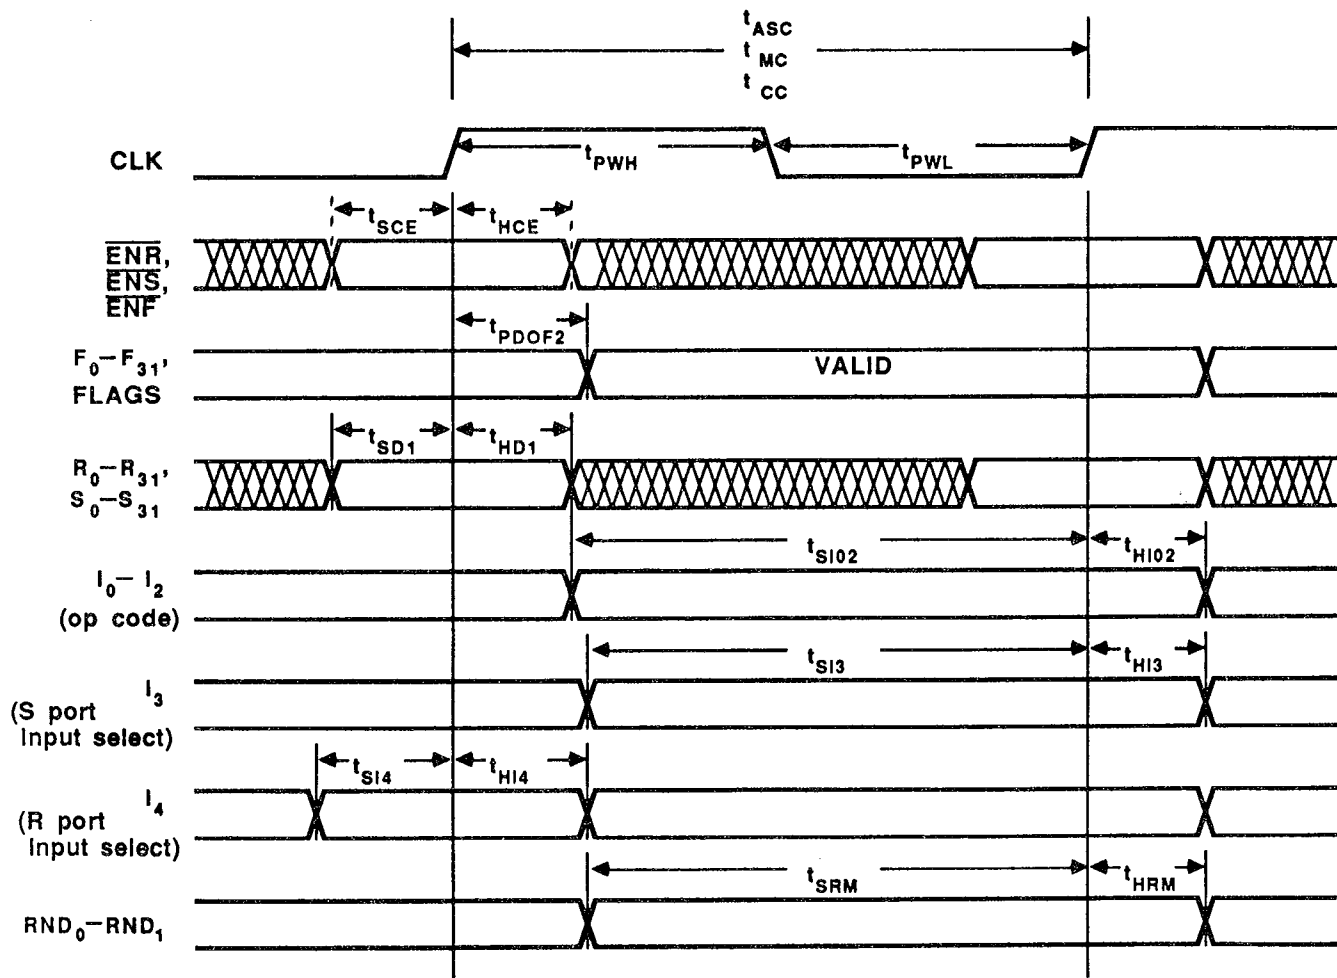 tASC
tMC
tCC
CLK
tPWH
tPWL
tSCE
tHCE
ENR,
ENS,
ENF
tPDOF2
F0–F31,
FLAGS
VALID
tSD1
tHD1
R0–R31,
S0–S31
tSI02
tHI02
I0–I2
(op code)
tSI3
tHI3
I3
(S port
Input select)
tSI4
tHI4
I4
(R port
Input select)
tSRM
tHRM
RND0–RND1